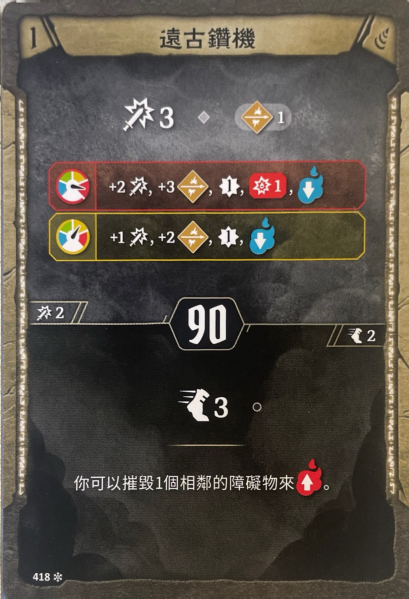 1 遠古鑽機
3 1
+2 , +3 , 1, 1 ,
+1 , +2 , 1,
2 90 2
3
你可以摧毀1個相鄰的障礙物來 。
418